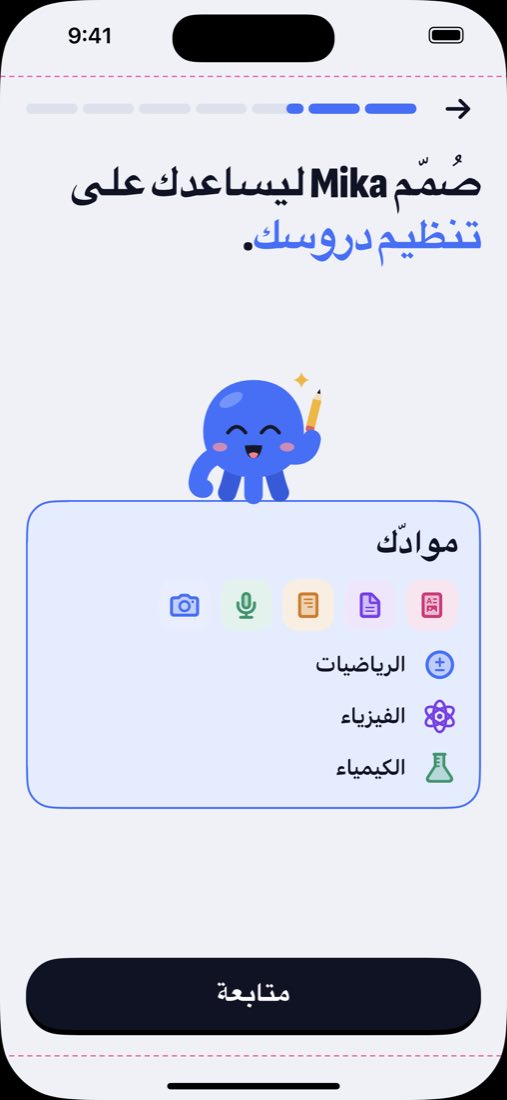 9:41
صُمّم Mika ليساعدك على
تنظيم دروسك.
موادّك
الرياضيات
الفيزياء
الكيمياء
متابعة